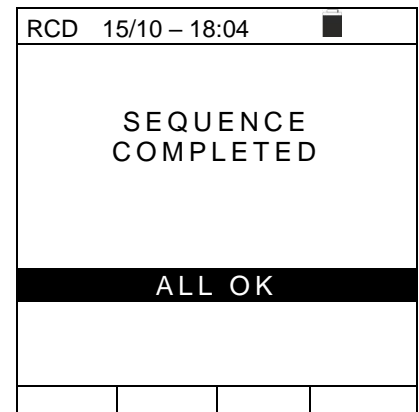 RCD 15/10 – 18:04
SEQUENCE
COMPLETED
ALL OK